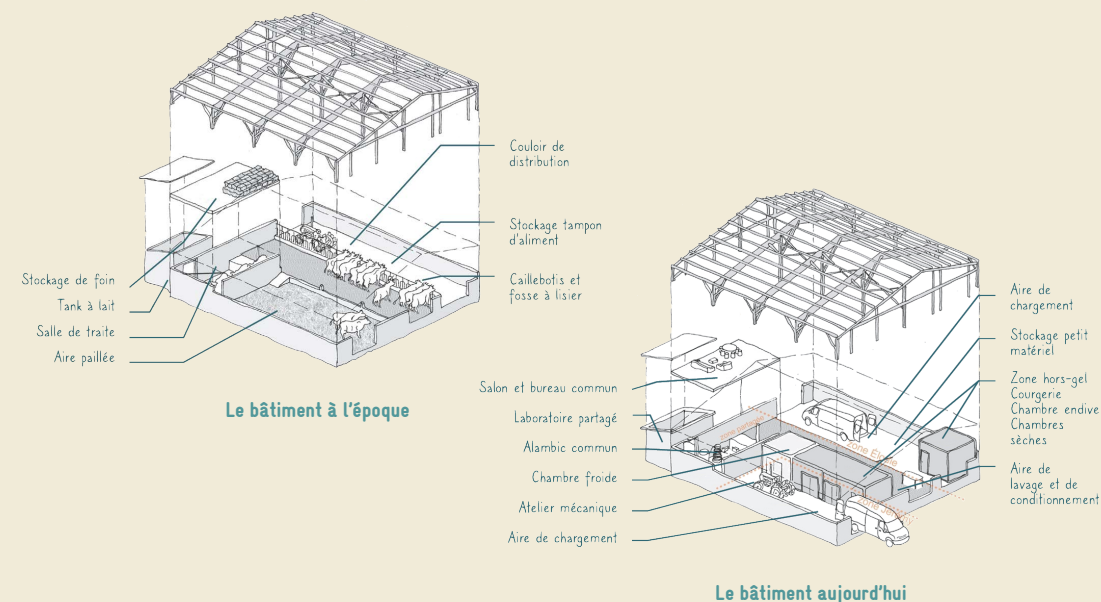 Couloir de
distribution
Stockage tampon
d'aliment
Caillebotis et
fosse à lisier
Stockage de foin
Tank à lait
Salle de traite
Aire paillée
Le bâtiment à l'époque
Aire de
chargement
Stockage petit
matériel
Zone hors-gel
Courgerie
Chambre endive
Chambres
sèches
Aire de
lavage et de
conditionnement
Salon et bureau commun
Laboratoire partagé
Alambic commun
Chambre froide
Atelier mécanique
Aire de chargement
zone partagée
Le bâtiment aujourd'hui